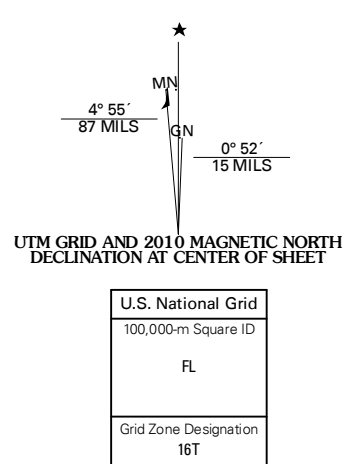 MN
4° 55´
87 MILS
GN
0° 52´
15 MILS
UTM GRID AND 2010 MAGNETIC NORTH
DECLINATION AT CENTER OF SHEET
U.S. National Grid
100,000-m Square ID
FL
Grid Zone Designation
16T